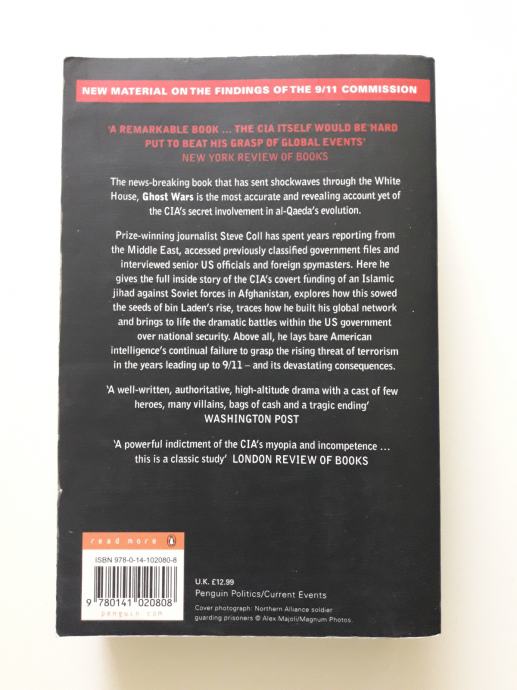 NEW MATERIAL ON THE FINDINGS OF THE 9/11 COMMISSION
'A REMARKABLE BOOK ... THE CIA ITSELF WOULD BE HARD
PUT TO BEAT HIS GRASP OF GLOBAL EVENTS'
NEW YORK REVIEW OF BOOKS
The news-breaking book that has sent shockwaves through the White
House, Ghost Wars is the most accurate and revealing account yet of
the CIA's secret involvement in al-Qaeda's evolution.
Prize-winning journalist Steve Coll has spent years reporting from
the Middle East, accessed previously classified government files and
interviewed senior US officials and foreign spymasters. Here he
gives the full inside story of the CIA's covert funding of an Islamic
jihad against Soviet forces in Afghanistan, explores how this sowed
the seeds of bin Laden's rise, traces how he built his global network
and brings to life the dramatic battles within the US government
over national security. Above all, he lays bare American
intelligence's continual failure to grasp the rising threat of terrorism
in the years leading up to 9/11 – and its devastating consequences.
'A well-written, authoritative, high-altitude drama with a cast of few
heroes, many villains, bags of cash and a tragic ending'
WASHINGTON POST
'A powerful indictment of the CIA's myopia and incompetence ...
this is a classic study' LONDON REVIEW OF BOOKS
read more
ISBN 978-0-14-102080-8
9 780141 020808
penguin.com
U.K. £12.99
Penguin Politics/Current Events
Cover photograph: Northern Alliance soldier
guarding prisoners © Alex Majoli/Magnum Photos.